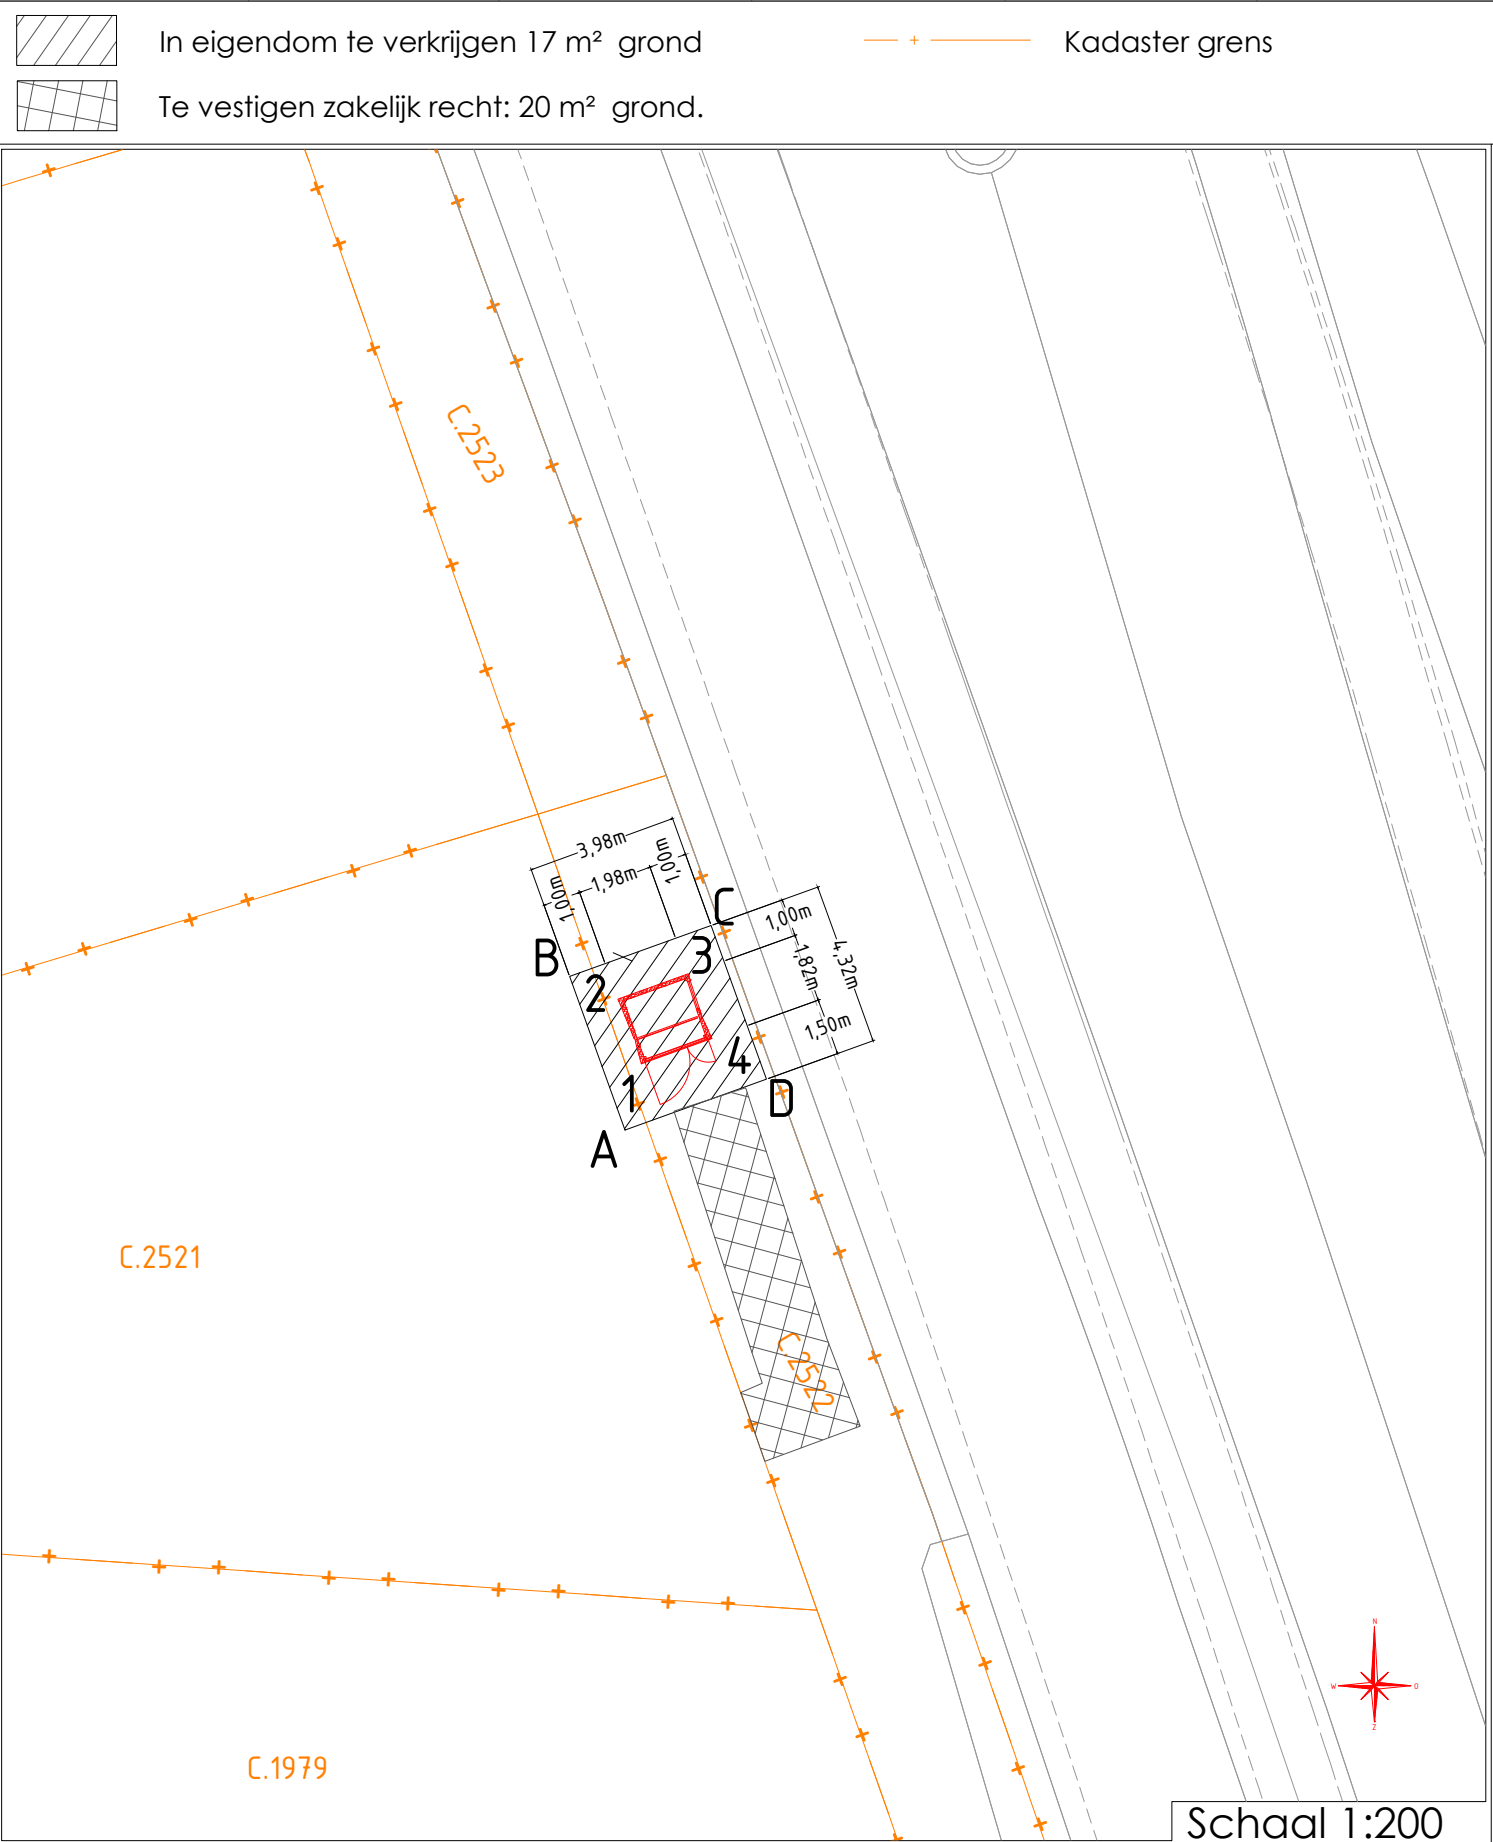 In eigendom te verkrijgen 17 m² grond
Kadaster grens
Te vestigen zakelijk recht: 20 m² grond.
C.2523
3,98m
1,00m
1,98m
1,00m
C
B
3
2
1,00m
1,82m
4,32m
1,50m
4
1
D
A
C.2521
C.2522
C.1979
N
W
O
Z
Schaal 1:200